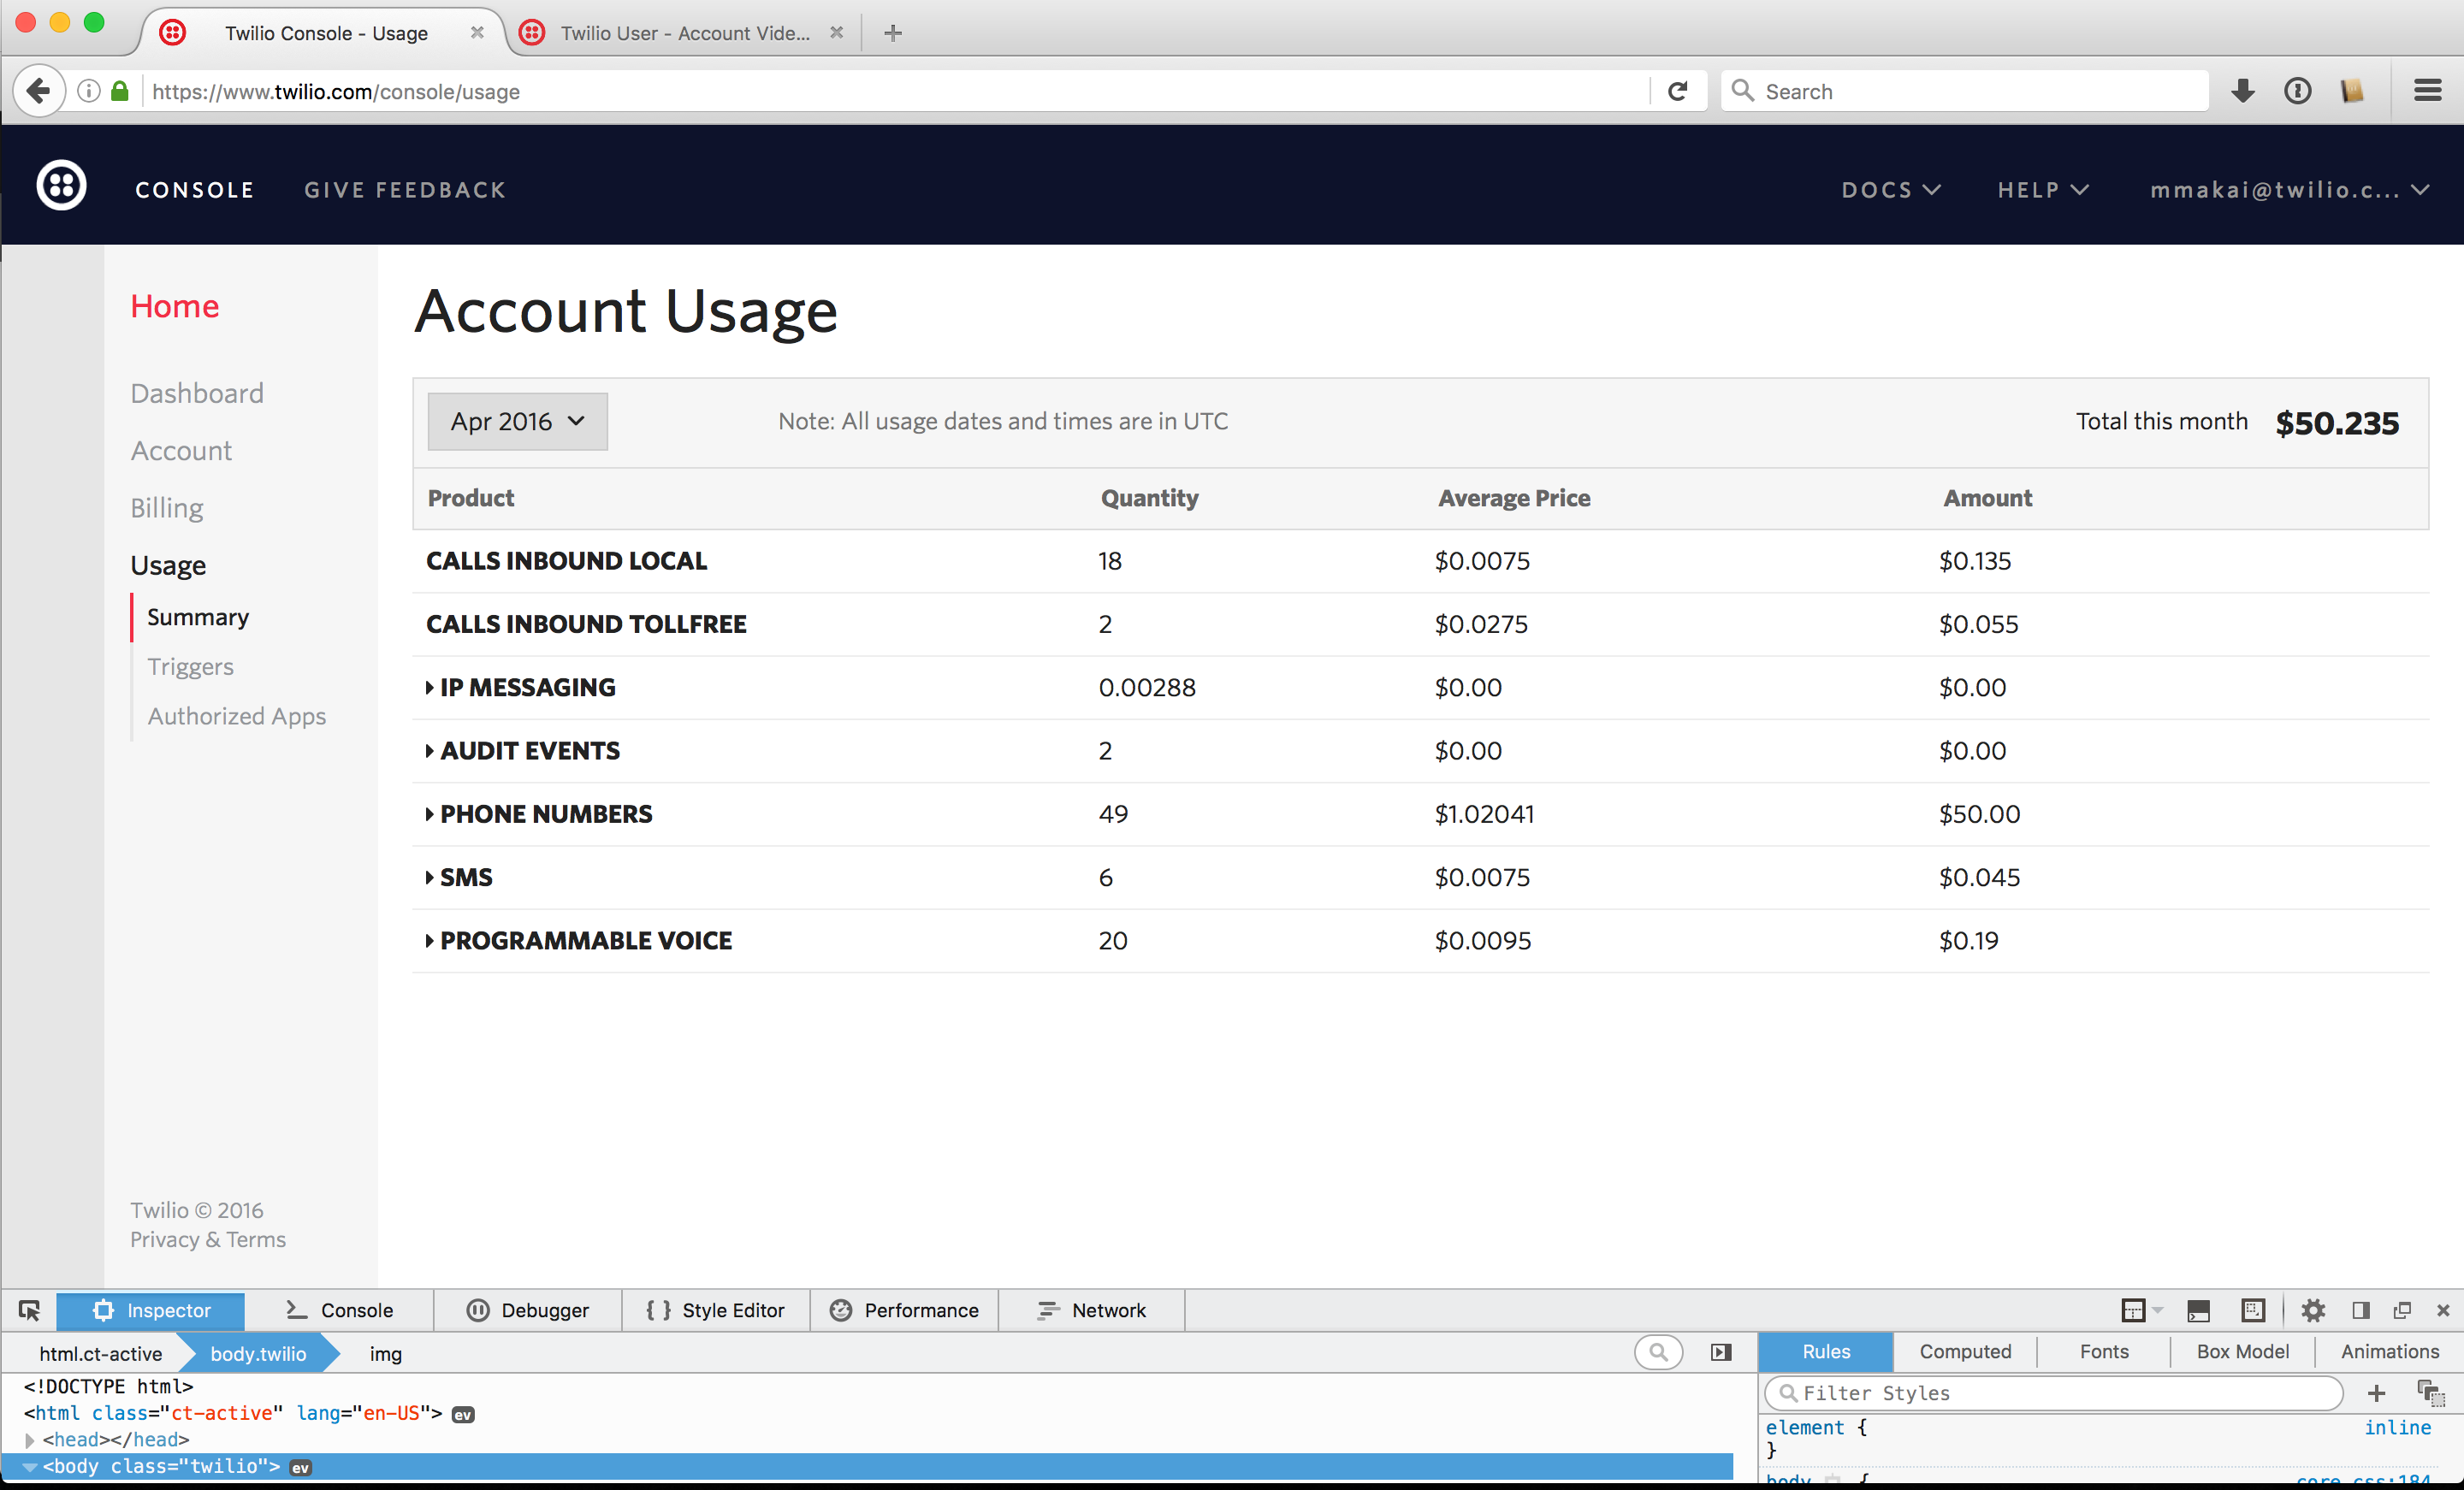 Twilio Console - Usage
Twilio User - Account Vide...
https://www.twilio.com/console/usage
Search
CONSOLE
GIVE FEEDBACK
DOCS
HELP
mmakai@twilio.c...
Home
Dashboard
Account
Billing
Usage
Summary
Triggers
Authorized Apps
Twilio © 2016
Privacy & Terms
Account Usage
Apr 2016
Note: All usage dates and times are in UTC
Total this month $50.235
Product Quantity Average Price Amount
CALLS INBOUND LOCAL 18 $0.0075 $0.135
CALLS INBOUND TOLLFREE 2 $0.0275 $0.055
IP MESSAGING 0.00288 $0.00 $0.00
AUDIT EVENTS 2 $0.00 $0.00
PHONE NUMBERS 49 $1.02041 $50.00
SMS 6 $0.0075 $0.045
PROGRAMMABLE VOICE 20 $0.0095 $0.19
Inspector
Console
Debugger
Style Editor
Performance
Network
html.ct-active
body.twilio
img
<!DOCTYPE html>
<html class="ct-active" lang="en-US"> ev
<head></head>
<body class="twilio"> ev
Rules
Computed
Fonts
Box Model
Animations
Filter Styles
element { inline
}
body { core.css:184